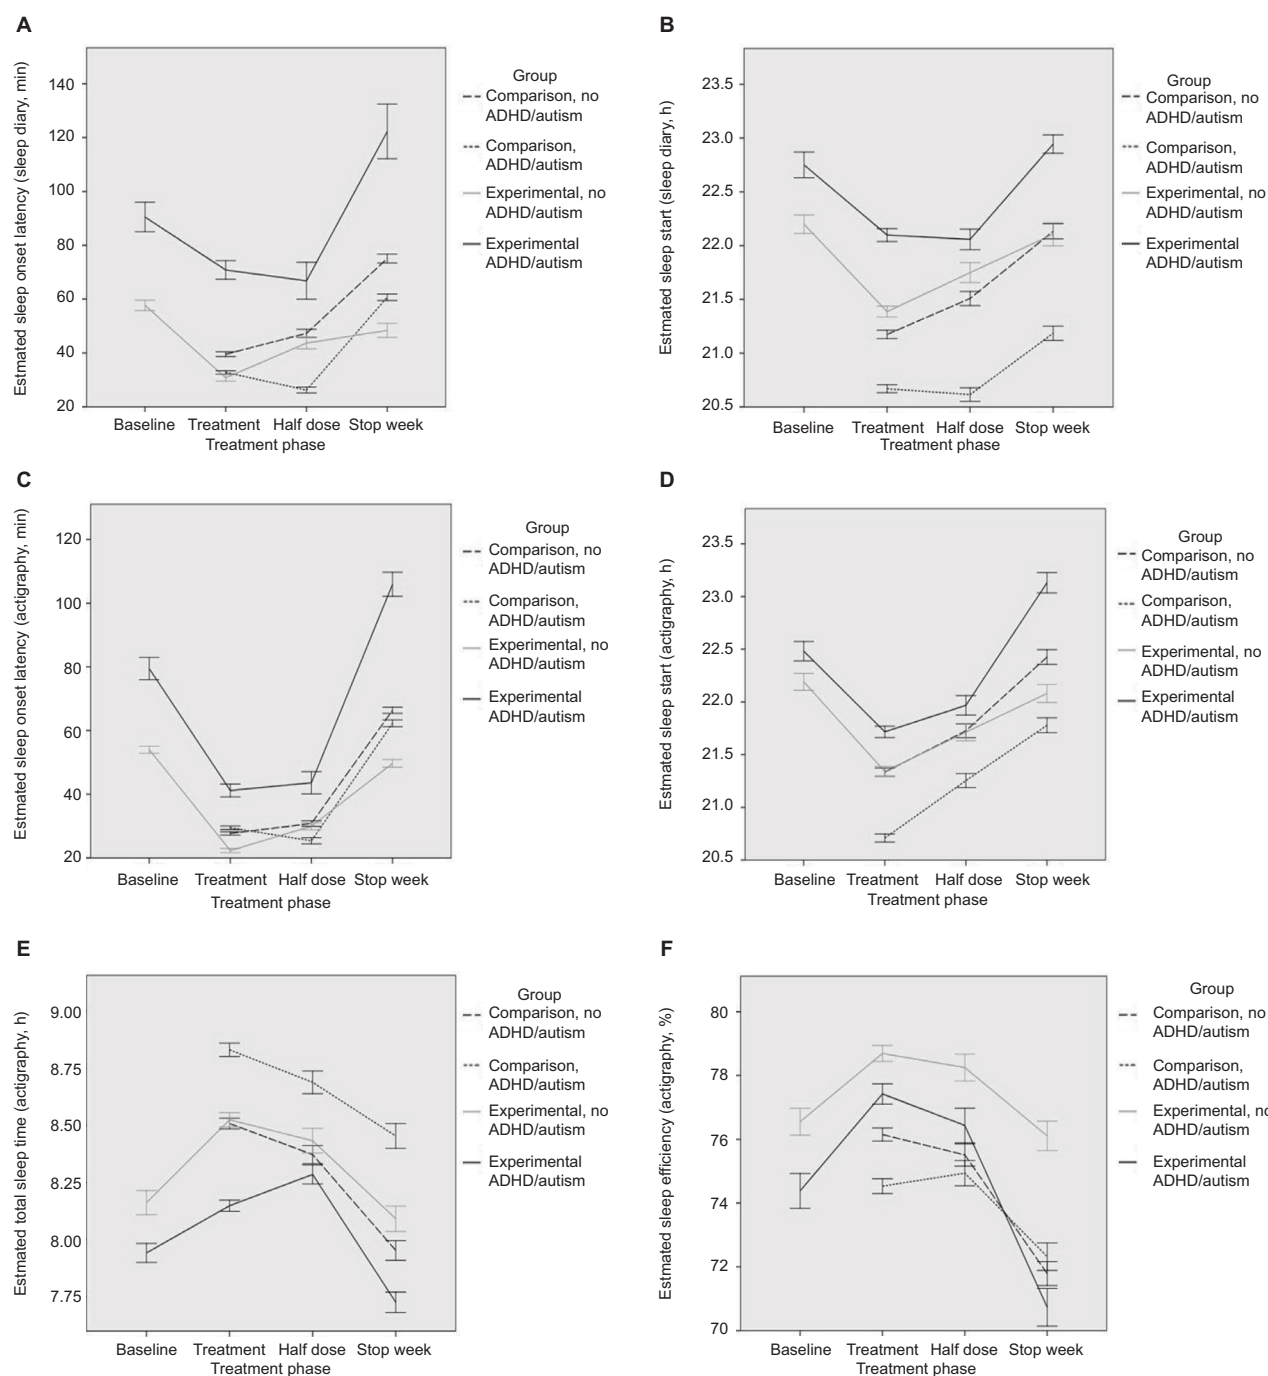 A
Estmated sleep onset latency (sleep diary, min)
140
120
100
80
60
40
20
Baseline Treatment Half dose Stop week
Treatment phase
Group
Comparison, no
ADHD/autism
Comparison,
ADHD/autism
Experimental, no
ADHD/autism
Experimental
ADHD/autism
B
Estmated sleep start (sleep diary, h)
23.5
23.0
22.5
22.0
21.5
21.0
20.5
Baseline Treatment Half dose Stop week
Treatment phase
Group
Comparison, no
ADHD/autism
Comparison,
ADHD/autism
Experimental, no
ADHD/autism
Experimental
ADHD/autism
C
Estmated sleep onset latency (actigraphy, min)
120
100
80
60
40
20
Baseline Treatment Half dose Stop week
Treatment phase
Group
Comparison, no
ADHD/autism
Comparison,
ADHD/autism
Experimental, no
ADHD/autism
Experimental
ADHD/autism
D
Estmated sleep start (actigraphy, h)
23.5
23.0
22.5
22.0
21.5
21.0
20.5
Baseline Treatment Half dose Stop week
Treatment phase
Group
Comparison, no
ADHD/autism
Comparison,
ADHD/autism
Experimental, no
ADHD/autism
Experimental
ADHD/autism
E
Estmated total sleep time (actigraphy, h)
9.00
8.75
8.50
8.25
8.00
7.75
Baseline Treatment Half dose Stop week
Treatment phase
Group
Comparison, no
ADHD/autism
Comparison,
ADHD/autism
Experimental, no
ADHD/autism
Experimental
ADHD/autism
F
Estmated sleep efficiency (actigraphy, %)
80
78
76
74
72
70
Baseline Treatment Half dose Stop week
Treatment phase
Group
Comparison, no
ADHD/autism
Comparison,
ADHD/autism
Experimental, no
ADHD/autism
Experimental
ADHD/autism